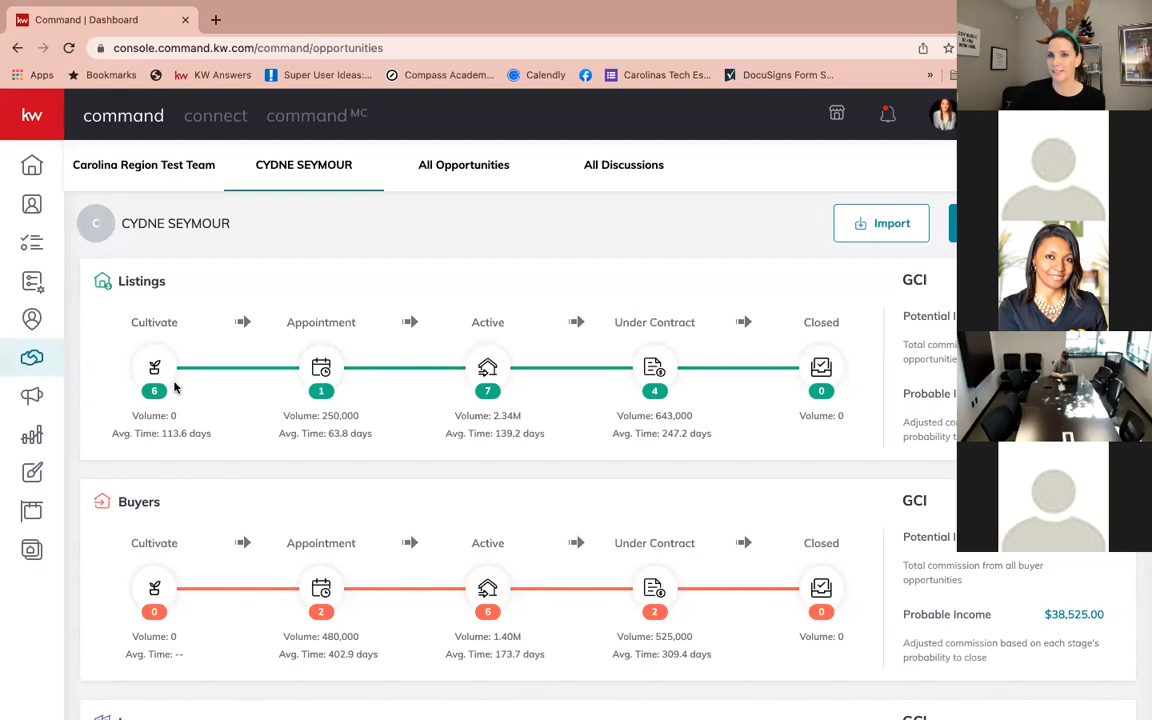 kw Command | Dashboard
console.command.kw.com/command/opportunities
Apps Bookmarks kw KW Answers Super User Ideas:... Compass Academ... Calendly Carolinas Tech Es... DocuSigns Form S... »
kw command connect command MC
Carolina Region Test Team CYDNE SEYMOUR All Opportunities All Discussions
C CYDNE SEYMOUR Import
Listings GCI
Cultivate Appointment Active Under Contract Closed
Potential I
Total comm
opportunities
6 1 7 4 0
Probable I
Volume: 0 Volume: 250,000 Volume: 2.34M Volume: 643,000 Volume: 0
Avg. Time: 113.6 days Avg. Time: 63.8 days Avg. Time: 139.2 days Avg. Time: 247.2 days
Adjusted co
probability t
Buyers GCI
Cultivate Appointment Active Under Contract Closed
Potential I
Total commission from all buyer
opportunities
0 2 6 2 0
Probable Income $38,525.00
Volume: 0 Volume: 480,000 Volume: 1.40M Volume: 525,000 Volume: 0
Avg. Time: -- Avg. Time: 402.9 days Avg. Time: 173.7 days Avg. Time: 309.4 days
Adjusted commission based on each stage's
probability to close